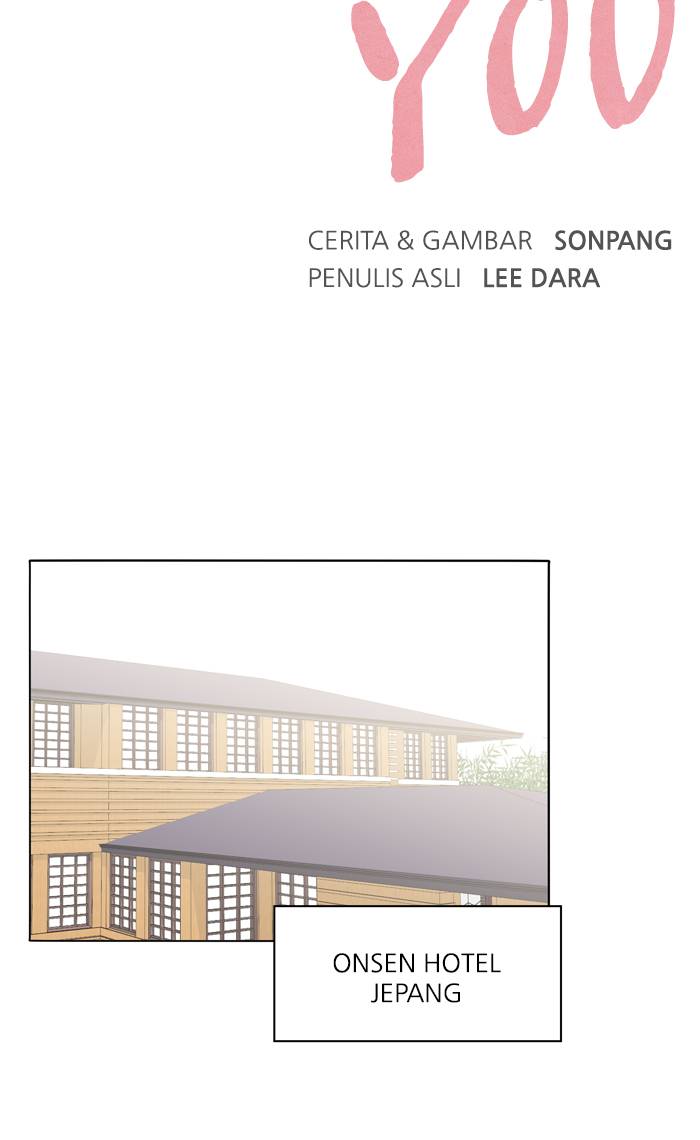 YOU
CERITA & GAMBAR SONPANG
PENULIS ASLI LEE DARA
ONSEN HOTEL
JEPANG